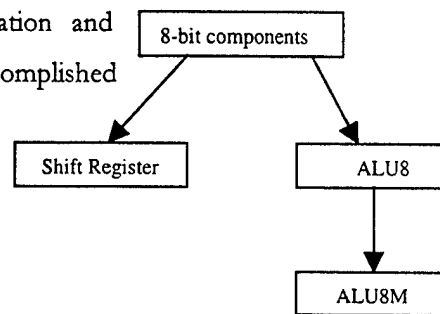 ation and
omplished
8-bit components
Shift Register
ALU8
ALU8M